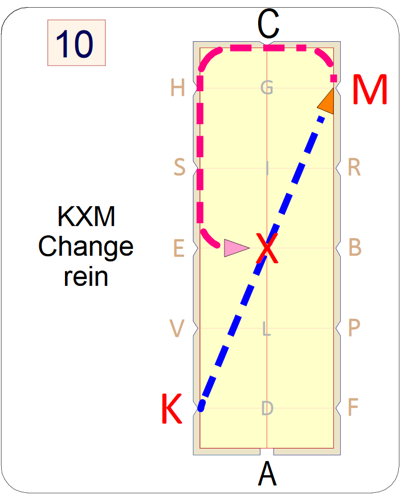 10
C
H G M
S I R
KXM
Change
rein
E X B
V L P
K D F
A